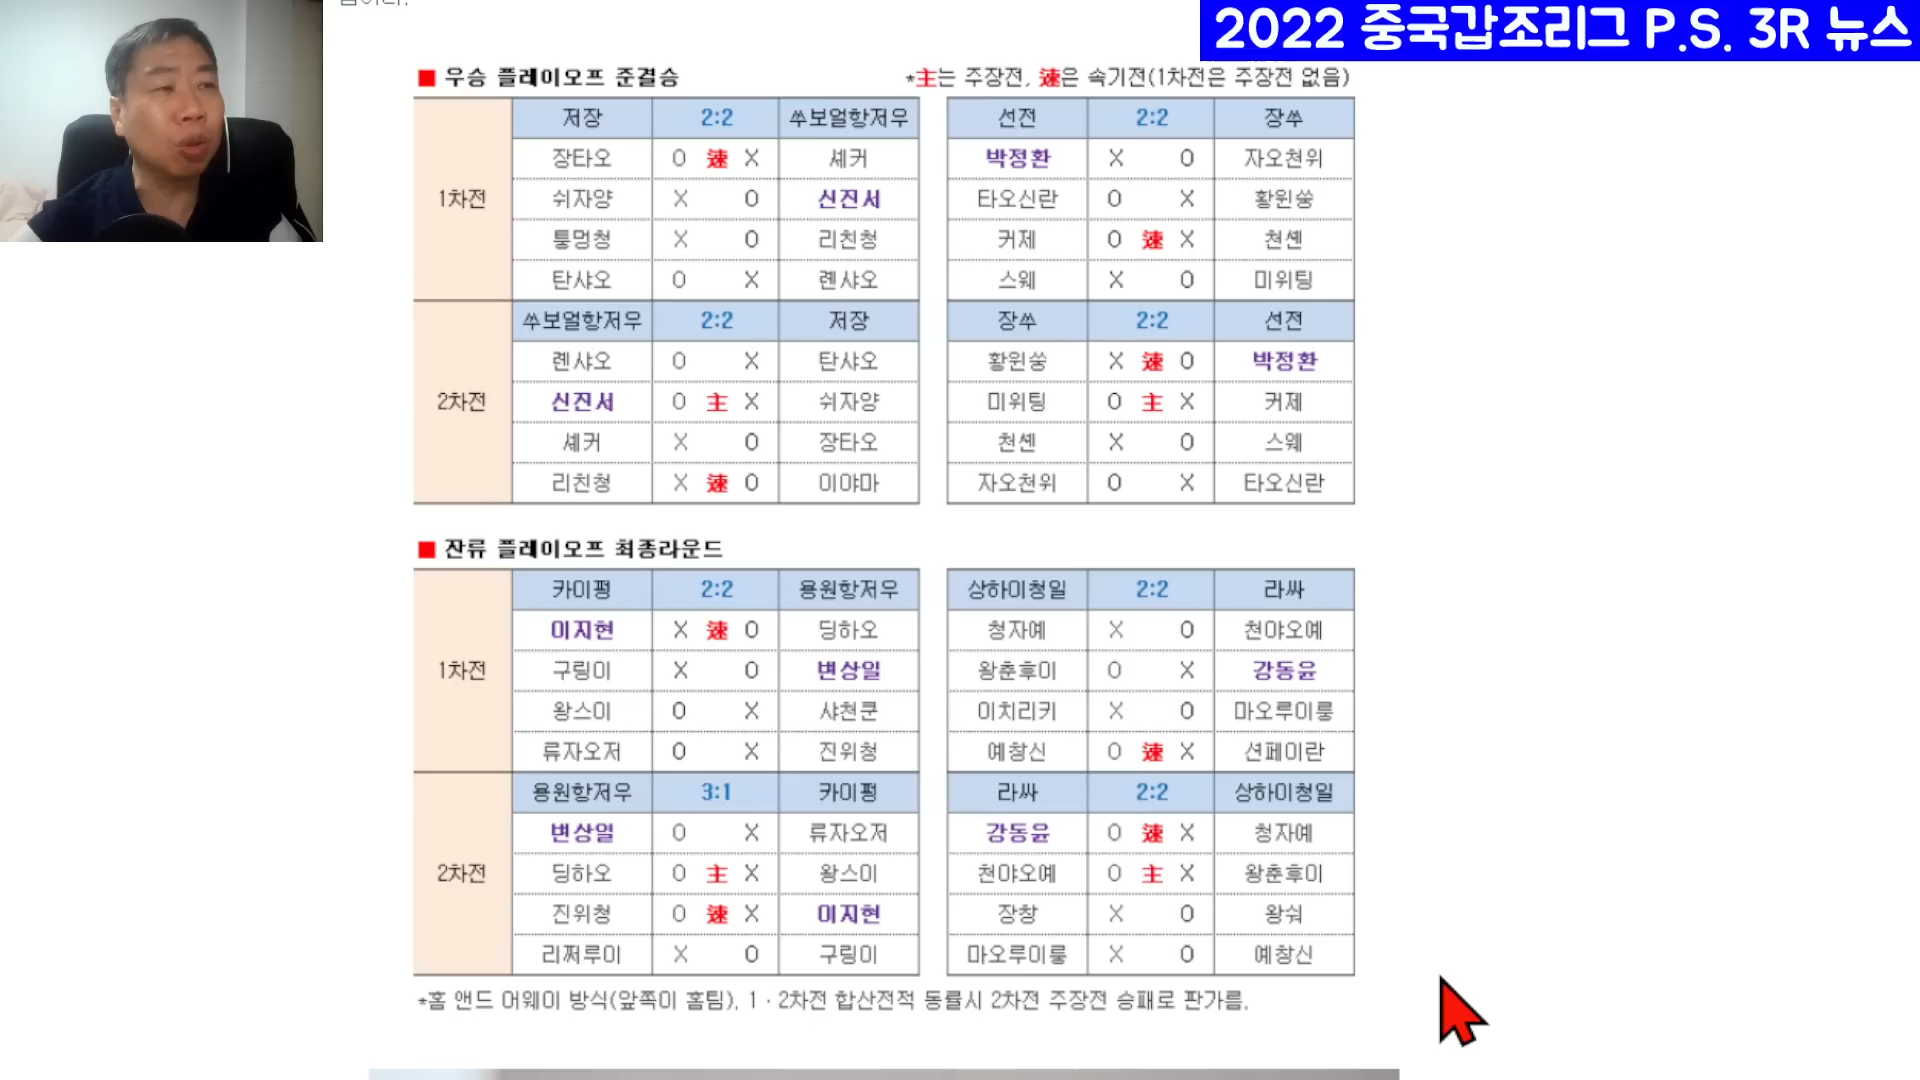 2022 중국갑조리그 P.S. 3R 뉴스
■ 우승 플레이오프 준결승
*主는 주장전, 速은 속기전(1차전은 주장전 없음)
저장 2:2 쑤보얼항저우 선전 2:2 장쑤
1차전
장타오 O 速 X 셰커 박정환 X O 자오천위
쉬자양 X O 신진서 타오신란 O X 황윈쑹
퉁멍청 X O 리친청 커제 O 速 X 천셴
탄샤오 O X 롄샤오 스웨 X O 미위팅
쑤보얼항저우 2:2 저장 장쑤 2:2 선전
2차전
롄샤오 O X 탄샤오 황윈쑹 X 速 O 박정환
신진서 O 主 X 쉬자양 미위팅 O 主 X 커제
셰커 X O 장타오 천셴 X O 스웨
리친청 X 速 O 이야마 자오천위 O X 타오신란
■ 잔류 플레이오프 최종라운드
카이펑 2:2 용원항저우 상하이청일 2:2 라싸
1차전
이지현 X 速 O 딩하오 청자예 X O 천야오예
구링이 X O 변상일 왕춘후이 O X 강동윤
왕스이 O X 샤천쿤 이치리키 X O 마오루이룽
류자오저 O X 진위청 예창신 O 速 X 션페이란
용원항저우 3:1 카이펑 라싸 2:2 상하이청일
2차전
변상일 O X 류자오저 강동윤 O 速 X 청자예
딩하오 O 主 X 왕스이 천야오예 O 主 X 왕춘후이
진위청 O 速 X 이지현 장창 X O 왕숴
리쩌루이 X O 구링이 마오루이룽 X O 예창신
*홈 앤드 어웨이 방식(앞쪽이 홈팀). 1·2차전 합산전적 동률시 2차전 주장전 승패로 판가름.